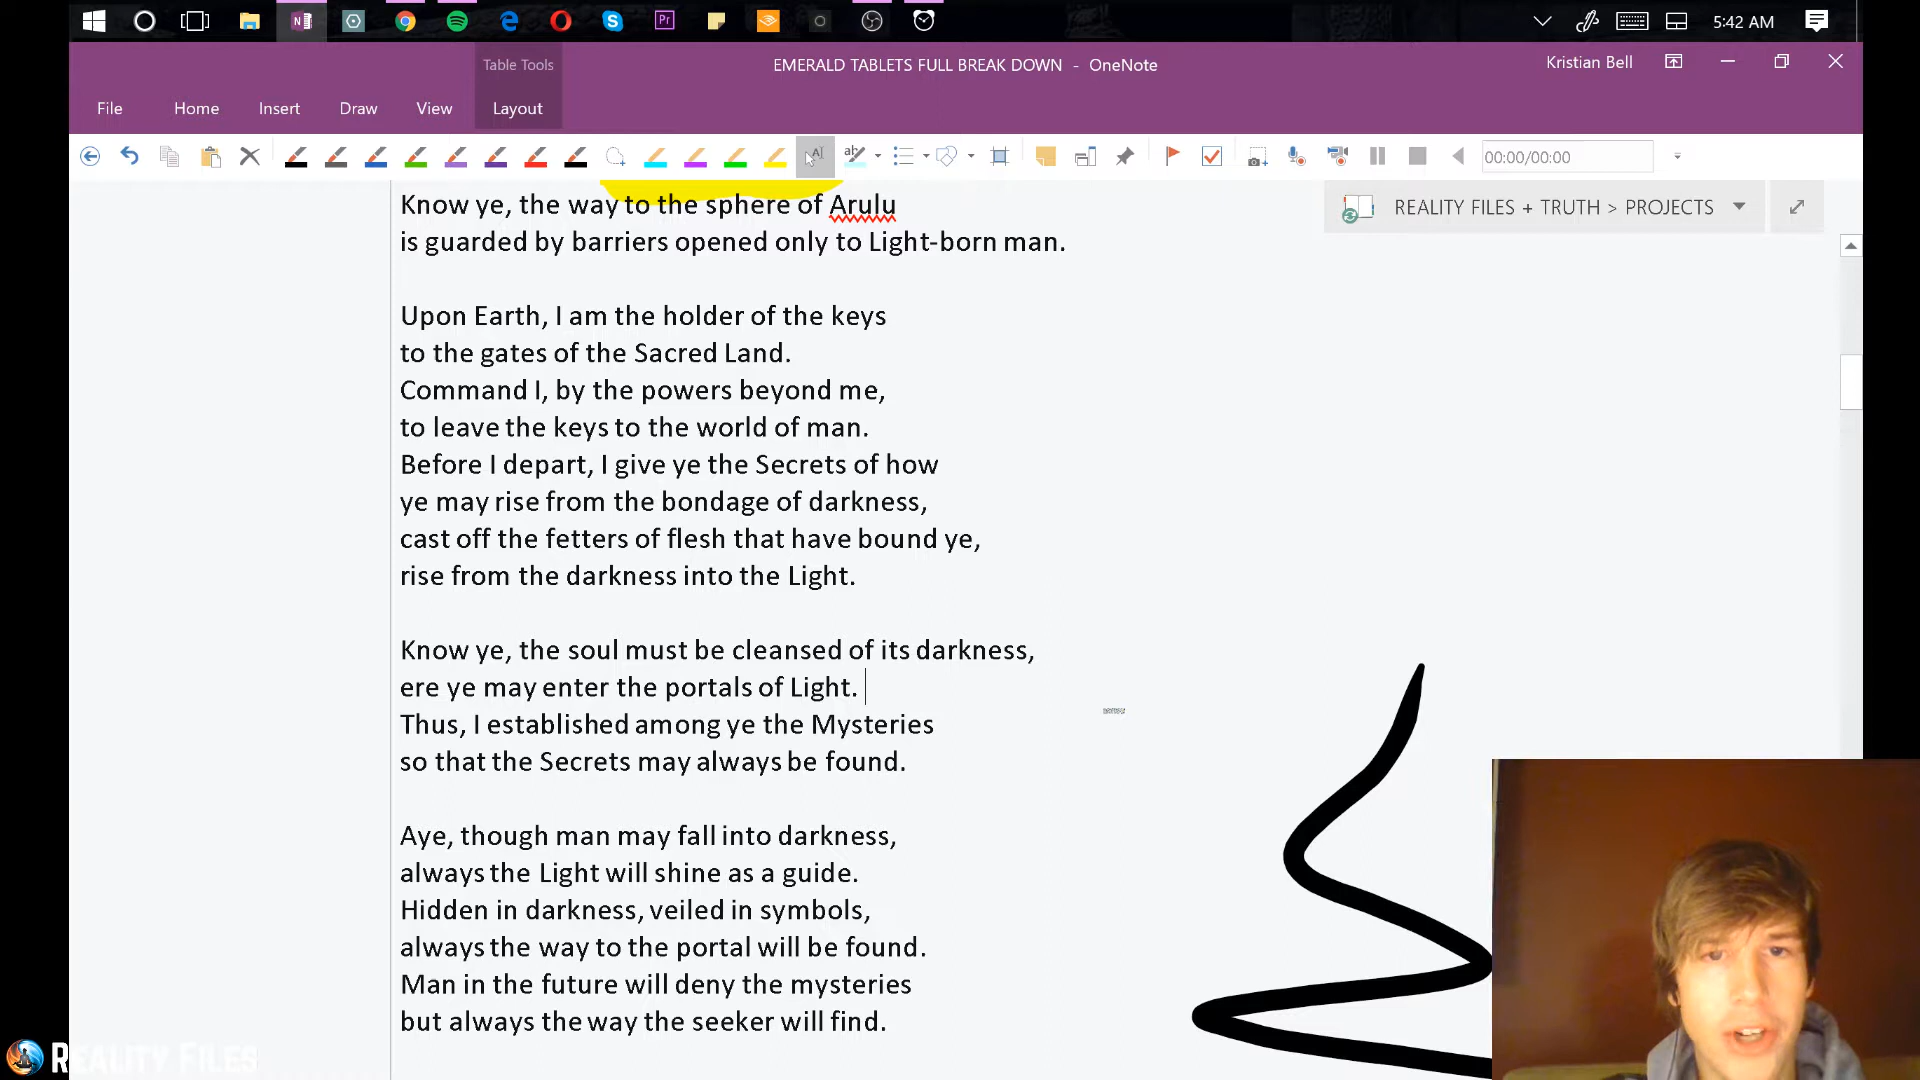 5:42 AM
Table Tools
EMERALD TABLETS FULL BREAK DOWN - OneNote
Kristian Bell
File
Home
Insert
Draw
View
Layout
00:00/00:00
REALITY FILES + TRUTH > PROJECTS
Know ye, the way to the sphere of Arulu
is guarded by barriers opened only to Light-born man.
Upon Earth, I am the holder of the keys
to the gates of the Sacred Land.
Command I, by the powers beyond me,
to leave the keys to the world of man.
Before I depart, I give ye the Secrets of how
ye may rise from the bondage of darkness,
cast off the fetters of flesh that have bound ye,
rise from the darkness into the Light.
Know ye, the soul must be cleansed of its darkness,
ere ye may enter the portals of Light.
Thus, I established among ye the Mysteries
so that the Secrets may always be found.
Aye, though man may fall into darkness,
always the Light will shine as a guide.
Hidden in darkness, veiled in symbols,
always the way to the portal will be found.
Man in the future will deny the mysteries
but always the way the seeker will find.
REALITY FILES